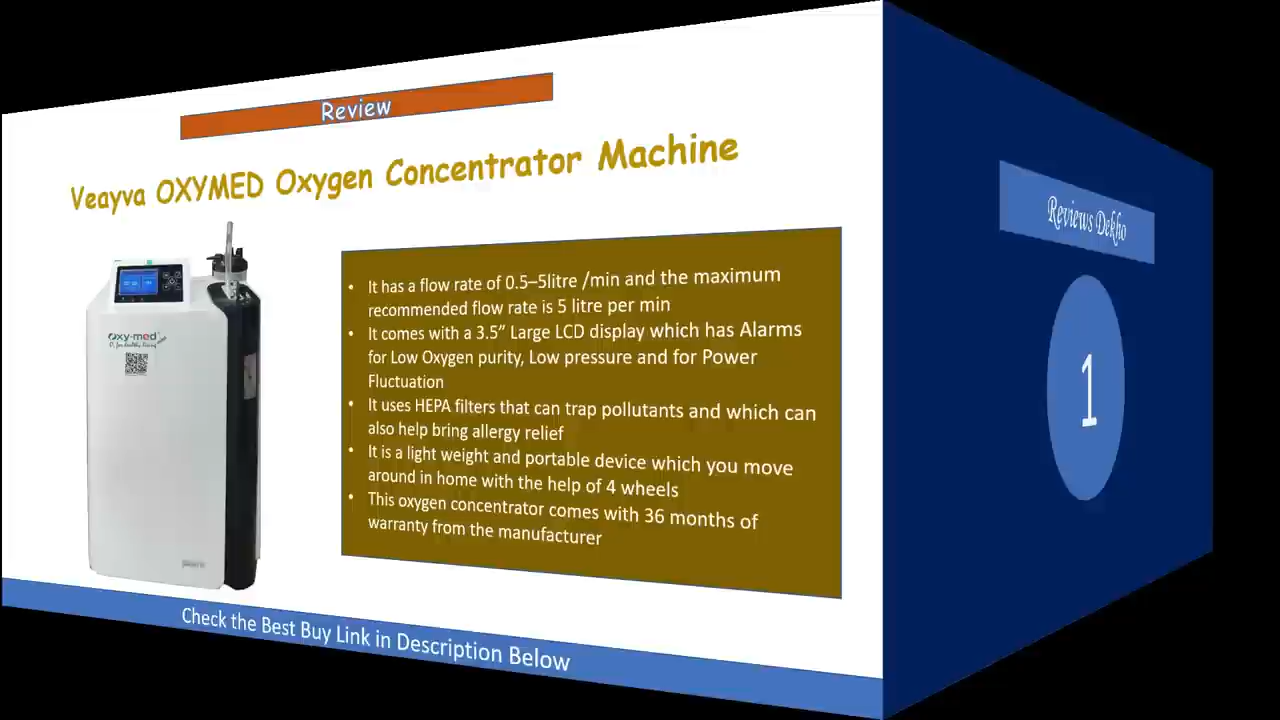 Review
Veayva OXYMED Oxygen Concentrator Machine
Oxy-med
• It has a flow rate of 0.5–5litre /min and the maximum
recommended flow rate is 5 litre per min
• It comes with a 3.5” Large LCD display which has Alarms
for Low Oxygen purity, Low pressure and for Power
Fluctuation
• It uses HEPA filters that can trap pollutants and which can
also help bring allergy relief
• It is a light weight and portable device which you move
around in home with the help of 4 wheels
• This oxygen concentrator comes with 36 months of
warranty from the manufacturer
Check the Best Buy Link in Description Below
Reviews Dekho
1